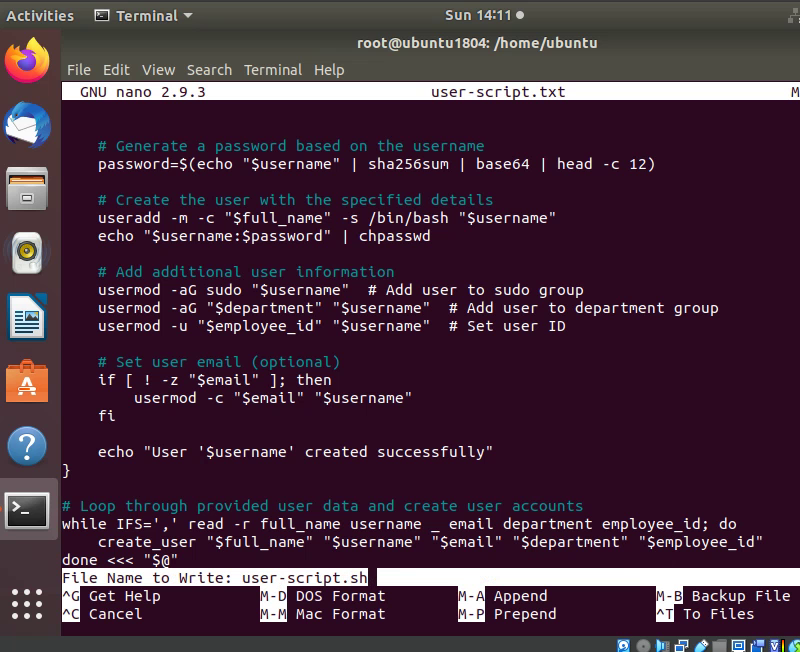 Activities Terminal Sun 14:11
root@ubuntu1804: /home/ubuntu
File Edit View Search Terminal Help
GNU nano 2.9.3 user-script.txt M
# Generate a password based on the username
password=$(echo "$username" | sha256sum | base64 | head -c 12)
# Create the user with the specified details
useradd -m -c "$full_name" -s /bin/bash "$username"
echo "$username:$password" | chpasswd
# Add additional user information
usermod -aG sudo "$username"  # Add user to sudo group
usermod -aG "$department" "$username"  # Add user to department group
usermod -u "$employee_id" "$username"  # Set user ID
# Set user email (optional)
if [ ! -z "$email" ]; then
usermod -c "$email" "$username"
fi
echo "User '$username' created successfully"
}
# Loop through provided user data and create user accounts
while IFS=',' read -r full_name username _ email department employee_id; do
create_user "$full_name" "$username" "$email" "$department" "$employee_id"
done <<< "$@"
File Name to Write: user-script.sh
^G Get Help M-D DOS Format M-A Append M-B Backup File
^C Cancel M-M Mac Format M-P Prepend ^T To Files